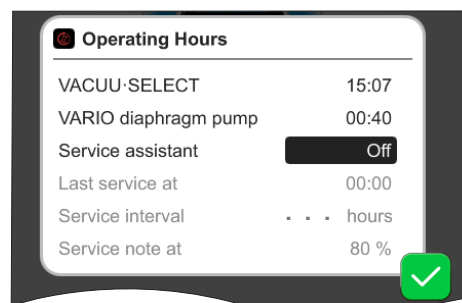 Operating Hours
VACUU·SELECT 15:07
VARIO diaphragm pump 00:40
Service assistant Off
Last service at 00:00
Service interval - - - hours
Service note at 80 %